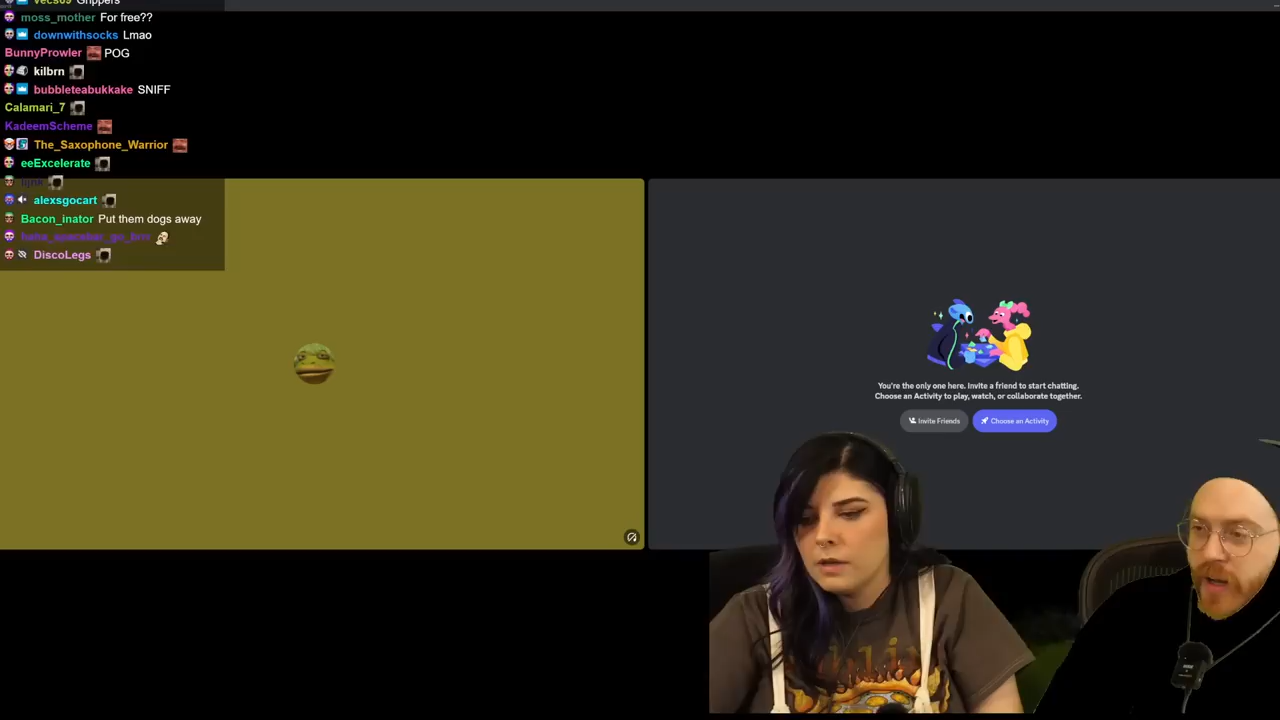 vecs69 Grippers
moss_mother For free??
downwithsocks Lmao
BunnyProwler POG
kilbrn
bubbleteabukkake SNIFF
Calamari_7
KadeemScheme
The_Saxophone_Warrior
eeExcelerate
alexsgocart
Bacon_inator Put them dogs away
DiscoLegs
You're the only one here. Invite a friend to start chatting.
Choose an Activity to play, watch, or collaborate together.
Invite Friends
Choose an Activity